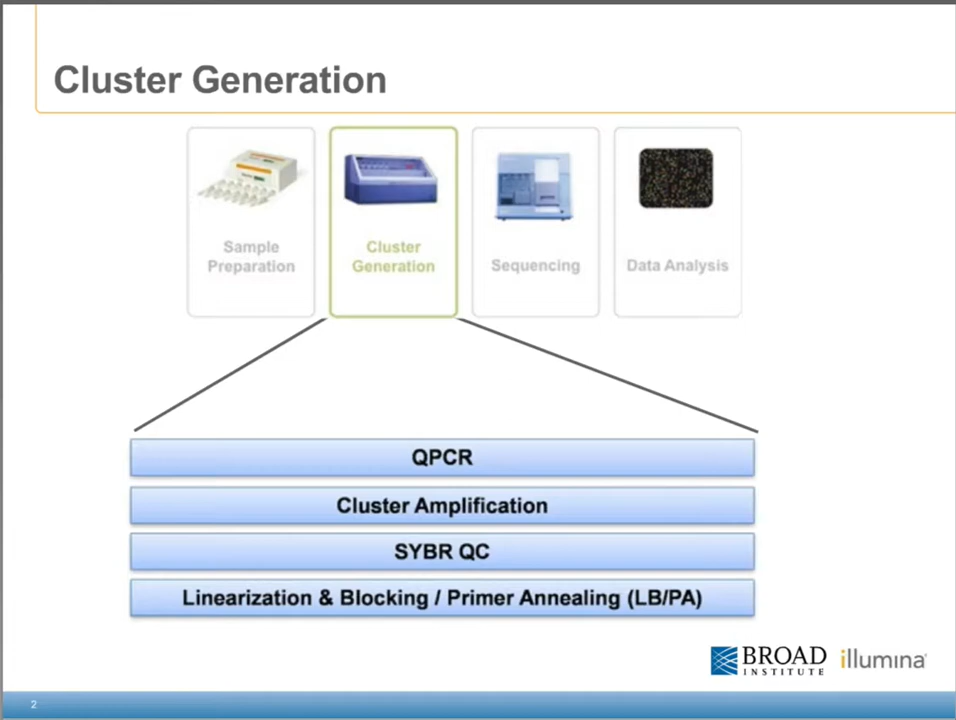 Cluster Generation
Sample
Preparation
Cluster
Generation
Sequencing
Data Analysis
QPCR
Cluster Amplification
SYBR QC
Linearization & Blocking / Primer Annealing (LB/PA)
BROAD
INSTITUTE
illumina
2